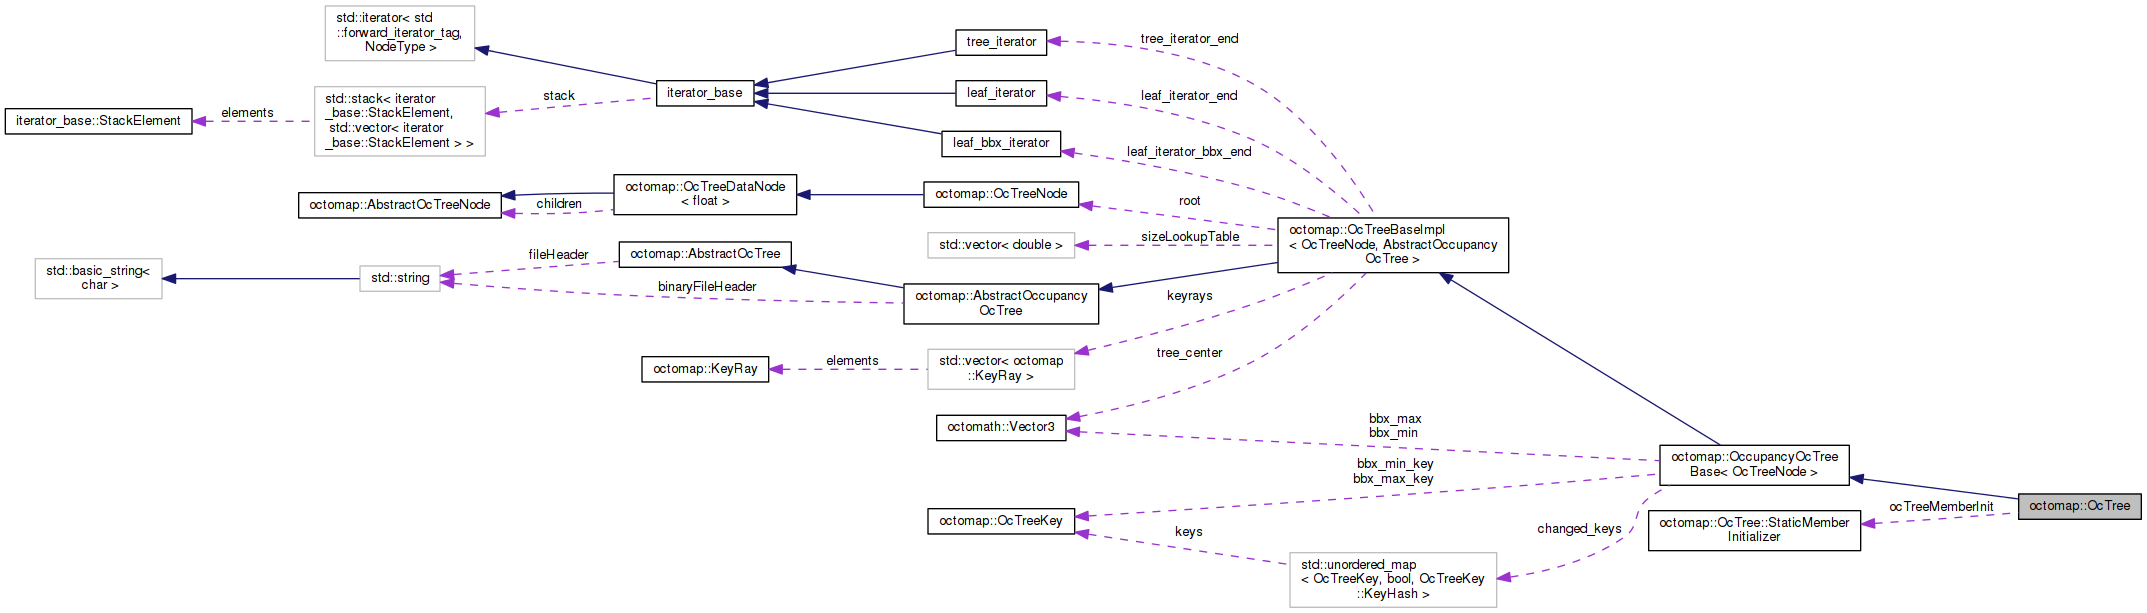 std::iterator< std
::forward_iterator_tag,
NodeType >
tree_iterator
tree_iterator_end
iterator_base
stack
leaf_iterator
leaf_iterator_end
iterator_base::StackElement
elements
std::stack< iterator
_base::StackElement,
std::vector< iterator
_base::StackElement > >
leaf_bbx_iterator
leaf_iterator_bbx_end
octomap::AbstractOcTreeNode
children
octomap::OcTreeDataNode
< float >
octomap::OcTreeNode
root
std::vector< double >
sizeLookupTable
octomap::OcTreeBaseImpl
< OcTreeNode, AbstractOccupancy
OcTree >
std::basic_string<
char >
std::string
fileHeader
octomap::AbstractOcTree
binaryFileHeader
octomap::AbstractOccupancy
OcTree
keyrays
octomap::KeyRay
elements
std::vector< octomap
::KeyRay >
tree_center
octomath::Vector3
bbx_max
bbx_min
bbx_min_key
bbx_max_key
octomap::OccupancyOcTree
Base< OcTreeNode >
octomap::OcTree
ocTreeMemberInit
octomap::OcTreeKey
keys
changed_keys
octomap::OcTree::StaticMember
Initializer
std::unordered_map
< OcTreeKey, bool, OcTreeKey
::KeyHash >